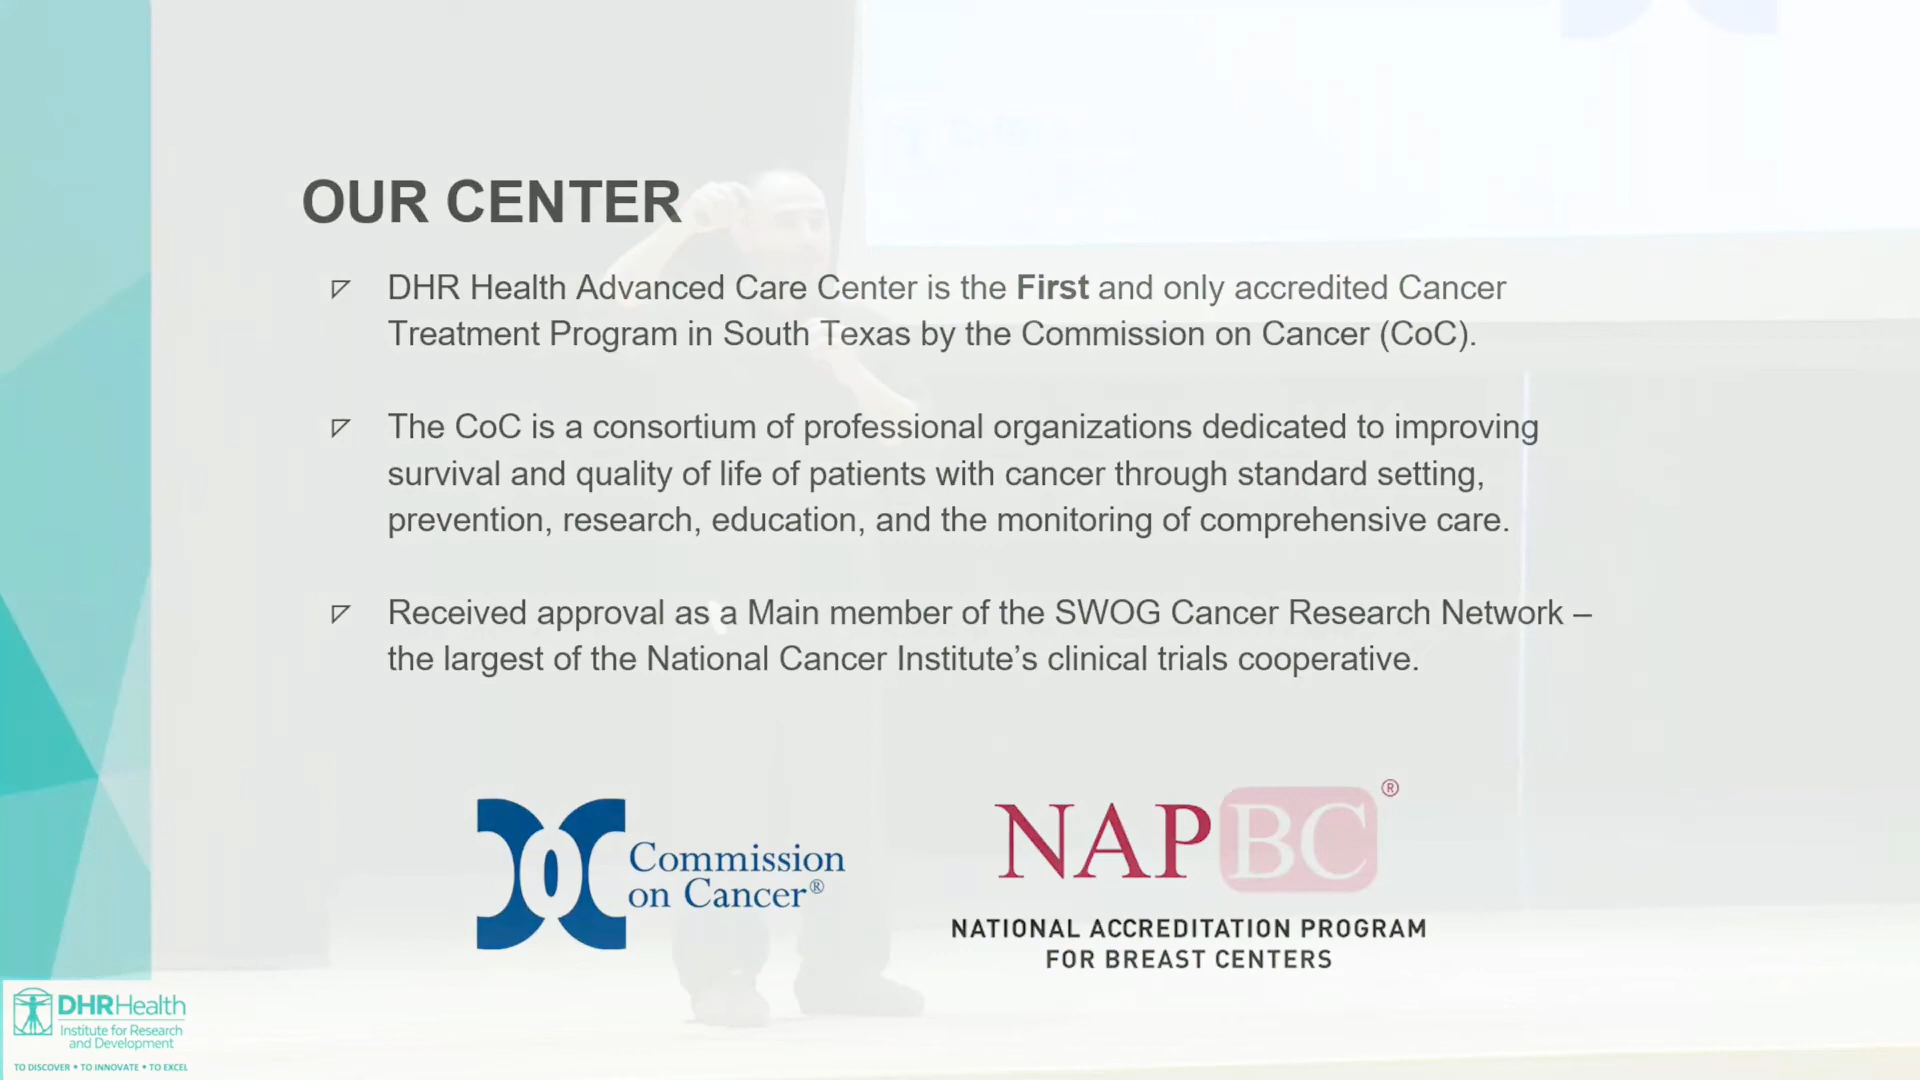 OUR CENTER
DHR Health Advanced Care Center is the First and only accredited Cancer
Treatment Program in South Texas by the Commission on Cancer (CoC).
The CoC is a consortium of professional organizations dedicated to improving
survival and quality of life of patients with cancer through standard setting,
prevention, research, education, and the monitoring of comprehensive care.
Received approval as a Main member of the SWOG Cancer Research Network –
the largest of the National Cancer Institute’s clinical trials cooperative.
Commission
on Cancer®
NAPBC®
NATIONAL ACCREDITATION PROGRAM
FOR BREAST CENTERS
DHR Health
Institute for Research
and Development
TO DISCOVER • TO INNOVATE • TO EXCEL